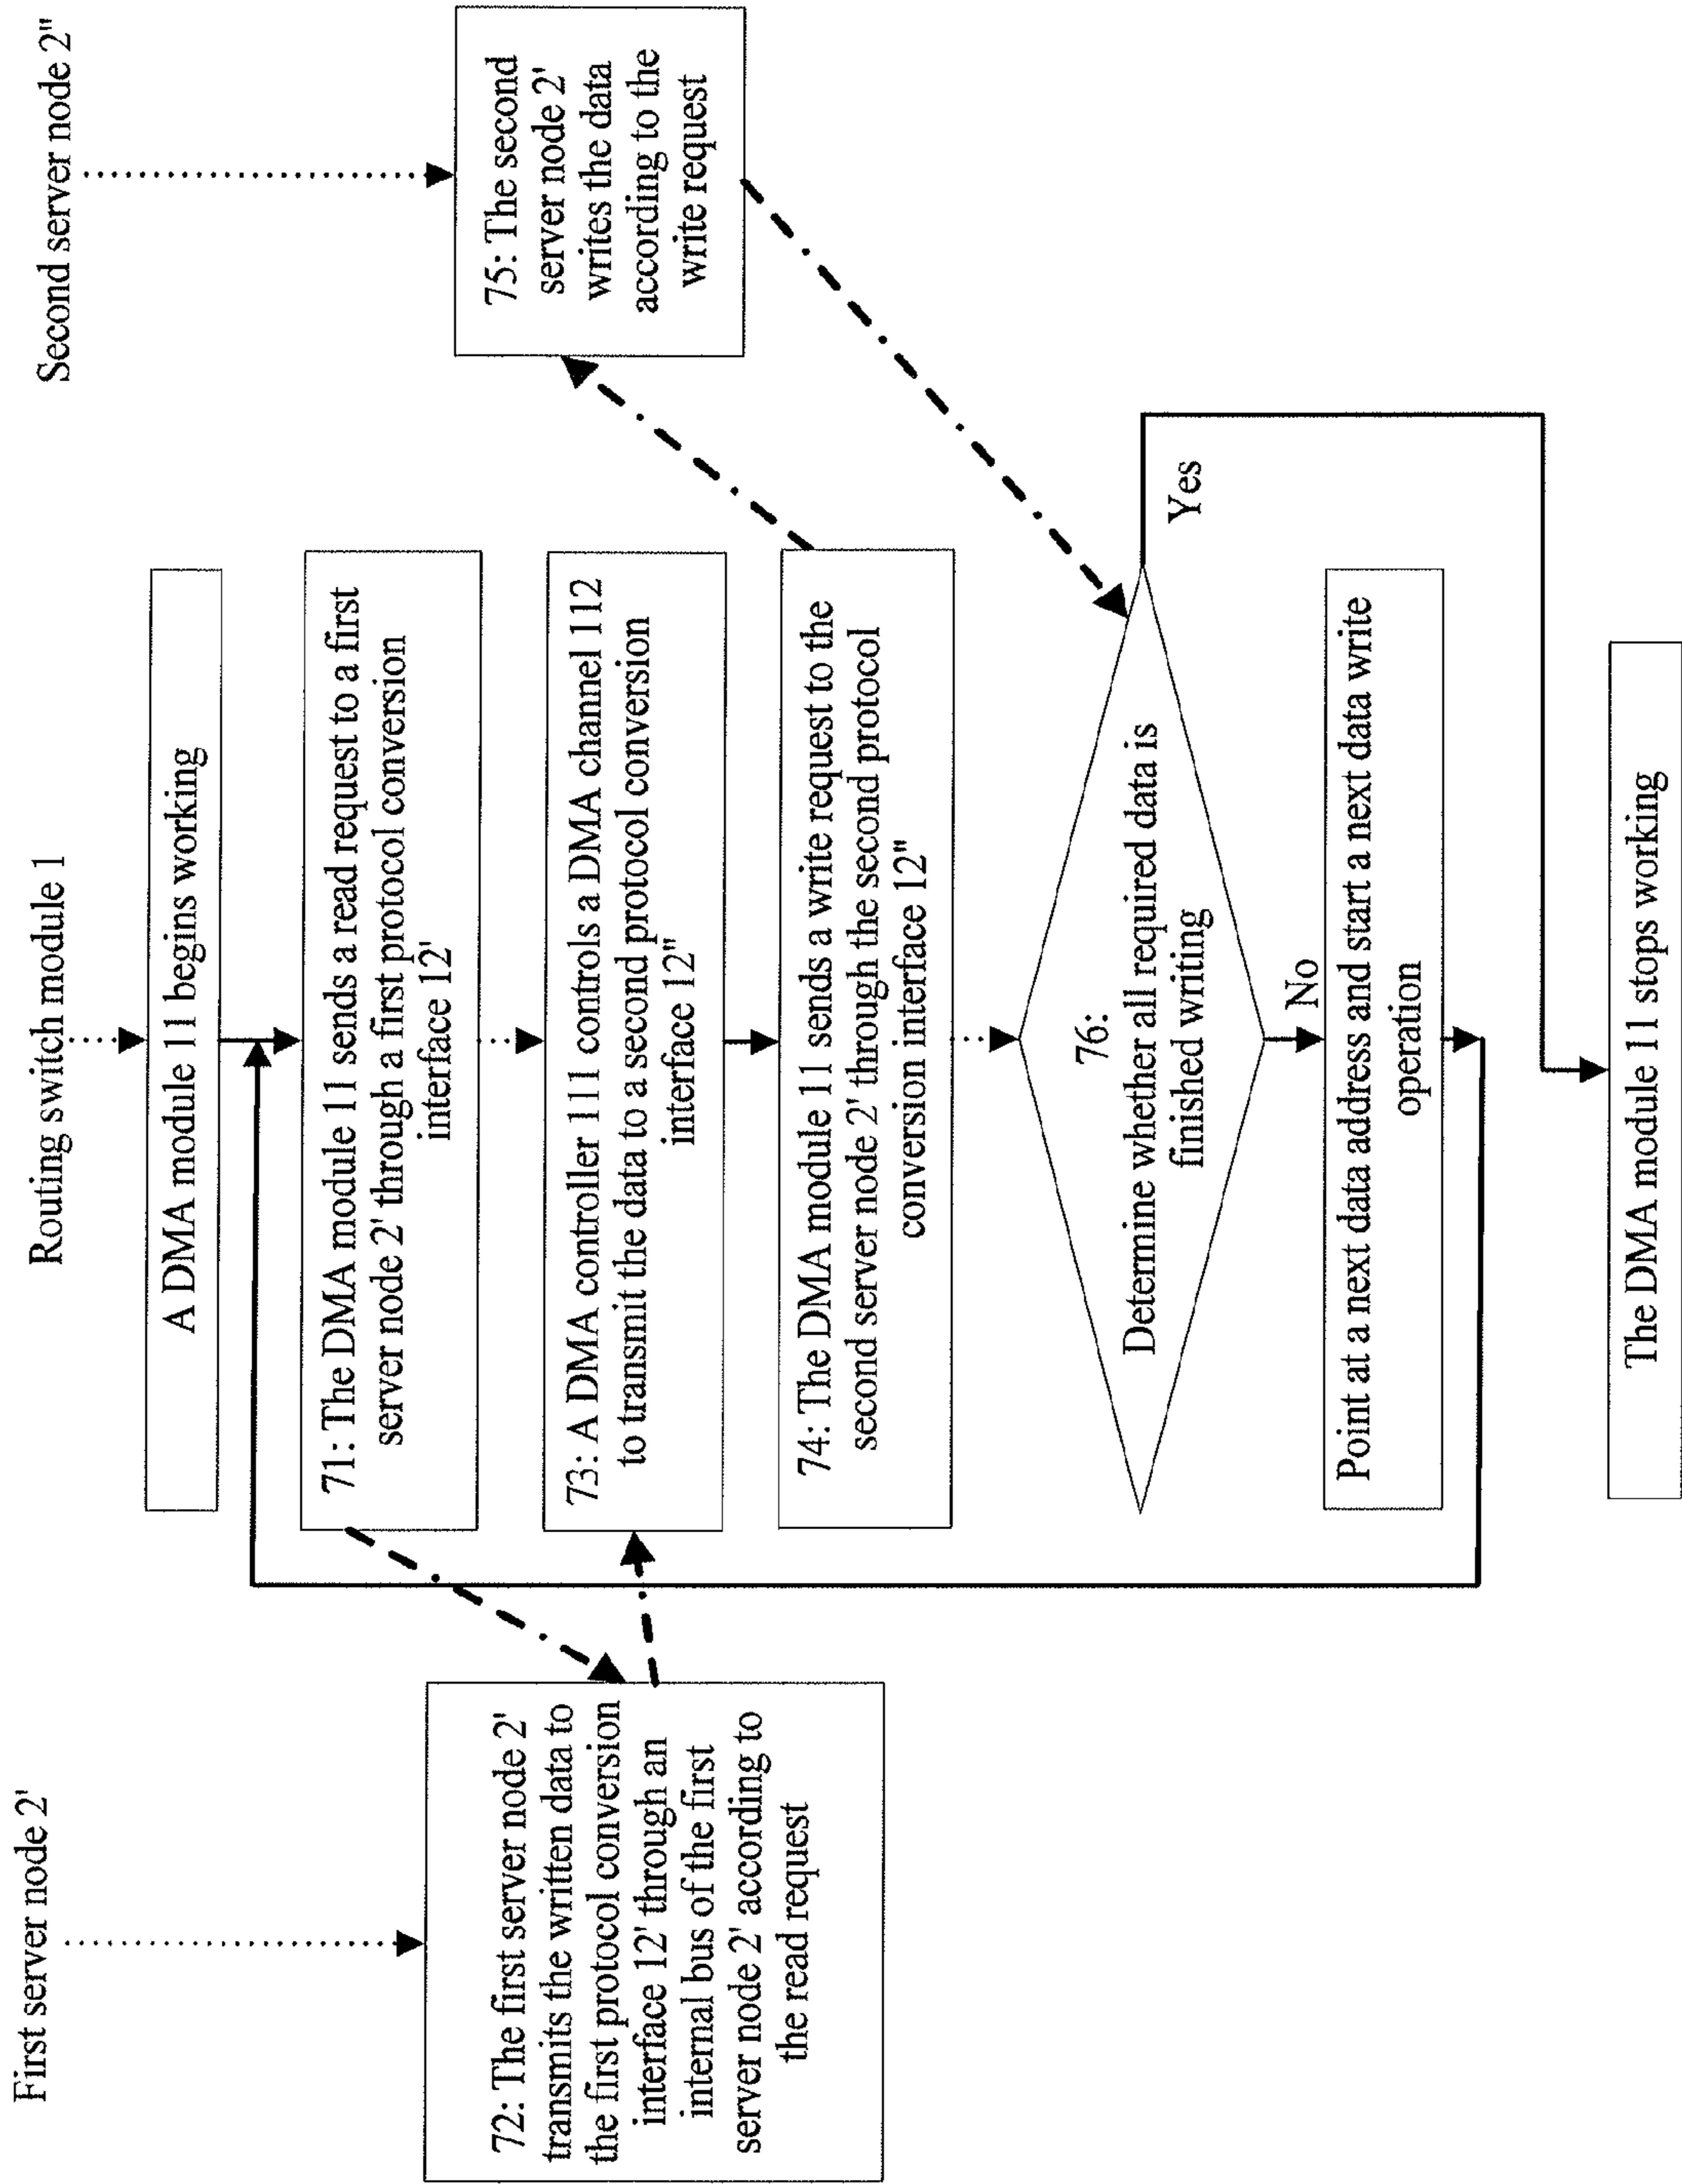 First server node 2'
Routing switch module 1
Second server node 2"
A DMA module 11 begins working
71: The DMA module 11 sends a read request to a first
server node 2' through a first protocol conversion
interface 12'
72: The first server node 2'
transmits the written data to
the first protocol conversion
interface 12' through an
internal bus of the first
server node 2' according to
the read request
73: A DMA controller 111 controls a DMA channel 112
to transmit the data to a second protocol conversion
interface 12"
74: The DMA module 11 sends a write request to the
second server node 2' through the second protocol
conversion interface 12"
75: The second
server node 2'
writes the data
according to the
write request
76:
Determine whether all required data is
finished writing
Yes
No
Point at a next data address and start a next data write
operation
The DMA module 11 stops working